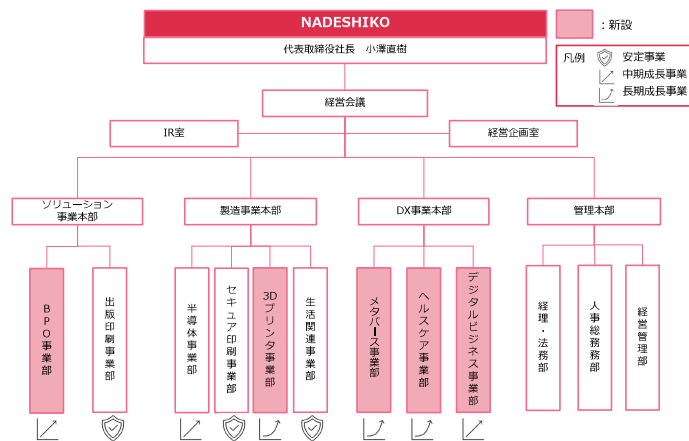 NADESHIKO
代表取締役社長　小澤直樹
：新設
凡例
安定事業
中期成長事業
長期成長事業
経営会議
IR室
経営企画室
ソリューション
事業本部
製造事業本部
DX事業本部
管理本部
BPO事業部
出版印刷事業部
半導体事業部
セキュア印刷事業部
3Dプリンタ事業部
生活関連事業部
メタバース事業部
ヘルスケア事業部
デジタルビジネス事業部
経理・法務部
人事総務務部
経営管理部